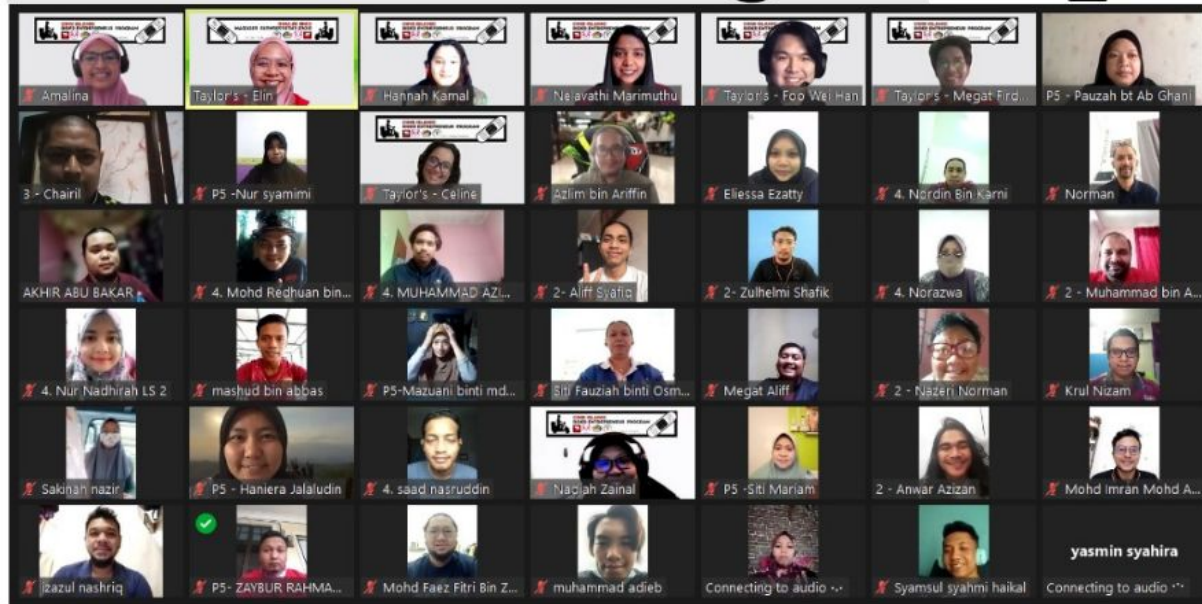 Amalina
Taylor's - Elin
Hannah Kamal
Nelavathi Marimuthu
Taylor's - Foo Wei Han
Taylor's - Megat Fird...
P5 - Pauzah bt Ab Ghani
3 - Chairil
P5 -Nur syamimi
Taylor's - Celine
Azlim bin Ariffin
Eliessa Ezatty
4. Nordin Bin Karni
Norman
AKHIR ABU BAKAR
4. Mohd Redhuan bin...
4. MUHAMMAD AZI...
2- Aliff Syafiq
2- Zulhelmi Shafik
4. Norazwa
2 - Muhammad bin A...
4. Nur Nadhirah LS 2
mashud bin abbas
P5-Mazuani binti md...
Siti Fauziah binti Osm...
Megat Aliff
2 - Nazeri Norman
Krul Nizam
Sakinah nazir
P5 - Haniera Jalaludin
4. saad nasruddin
Nadjah Zainal
P5 -Siti Mariam
2 - Anwar Azizan
Mohd Imran Mohd A...
izazul nashriq
P5- ZAYBUR RAHMA...
Mohd Faez Fitri Bin Z...
muhammad adieb
Connecting to audio
Syamsul syahmi haikal
yasmin syahira
Connecting to audio